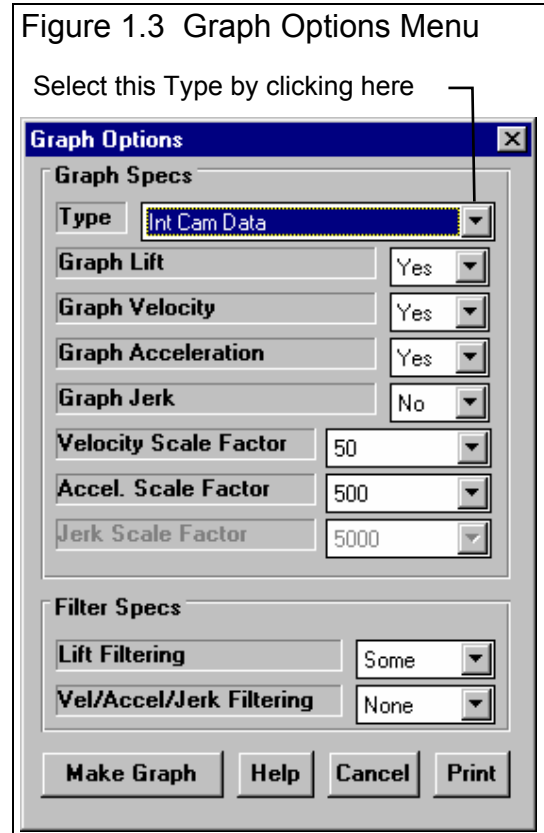 Figure 1.3 Graph Options Menu
Select this Type by clicking here
Graph Options
Graph Specs
Type Int Cam Data
Graph Lift Yes
Graph Velocity Yes
Graph Acceleration Yes
Graph Jerk No
Velocity Scale Factor 50
Accel. Scale Factor 500
Jerk Scale Factor 5000
Filter Specs
Lift Filtering Some
Vel/Accel/Jerk Filtering None
Make Graph Help Cancel Print